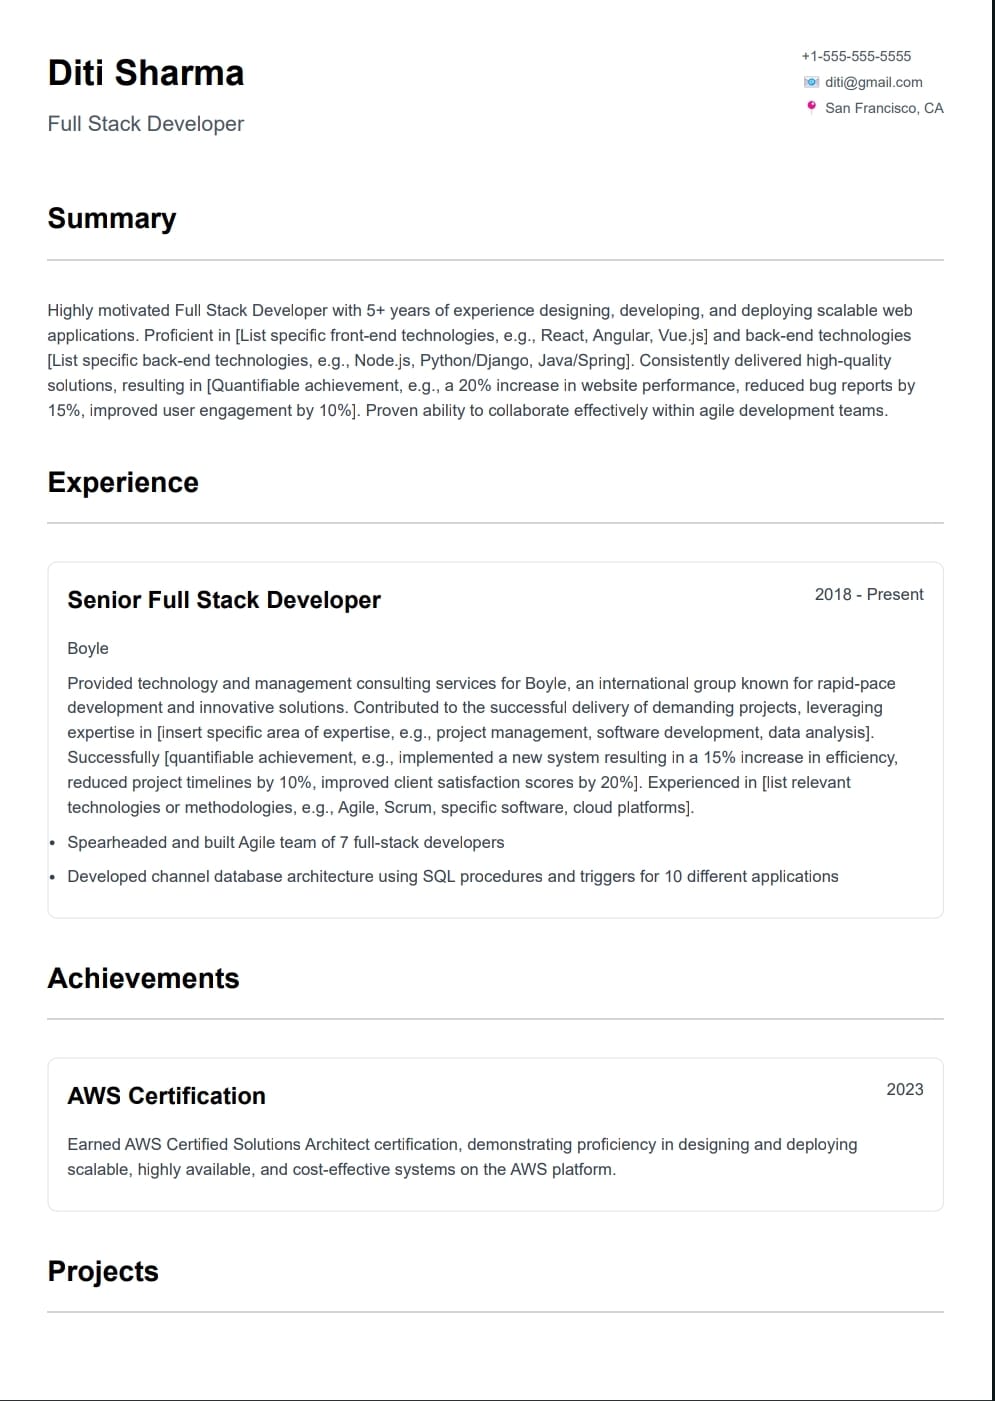 Diti Sharma
Full Stack Developer
+1-555-555-5555
diti@gmail.com
San Francisco, CA
Summary
Highly motivated Full Stack Developer with 5+ years of experience designing, developing, and deploying scalable web
applications. Proficient in [List specific front-end technologies, e.g., React, Angular, Vue.js] and back-end technologies
[List specific back-end technologies, e.g., Node.js, Python/Django, Java/Spring]. Consistently delivered high-quality
solutions, resulting in [Quantifiable achievement, e.g., a 20% increase in website performance, reduced bug reports by
15%, improved user engagement by 10%]. Proven ability to collaborate effectively within agile development teams.
Experience
Senior Full Stack Developer
2018 - Present
Boyle
Provided technology and management consulting services for Boyle, an international group known for rapid-pace
development and innovative solutions. Contributed to the successful delivery of demanding projects, leveraging
expertise in [insert specific area of expertise, e.g., project management, software development, data analysis].
Successfully [quantifiable achievement, e.g., implemented a new system resulting in a 15% increase in efficiency,
reduced project timelines by 10%, improved client satisfaction scores by 20%]. Experienced in [list relevant
technologies or methodologies, e.g., Agile, Scrum, specific software, cloud platforms].
• Spearheaded and built Agile team of 7 full-stack developers
• Developed channel database architecture using SQL procedures and triggers for 10 different applications
Achievements
AWS Certification
2023
Earned AWS Certified Solutions Architect certification, demonstrating proficiency in designing and deploying
scalable, highly available, and cost-effective systems on the AWS platform.
Projects